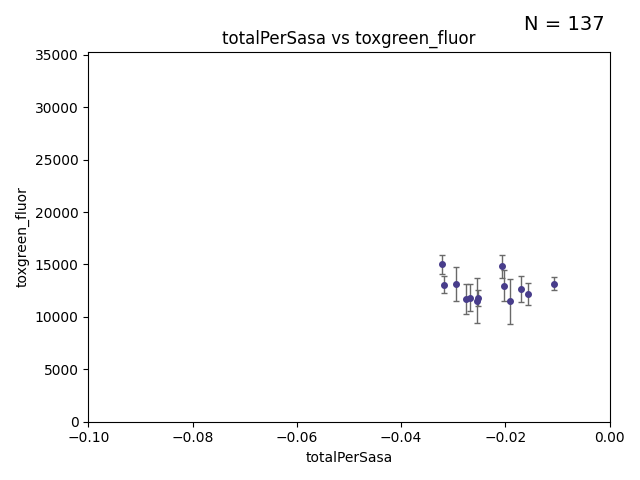 N = 137
totalPerSasa vs toxgreen_fluor
35000
30000
25000
20000
15000
10000
5000
0
toxgreen_fluor
−0.10 −0.08 −0.06 −0.04 −0.02 0.00
totalPerSasa